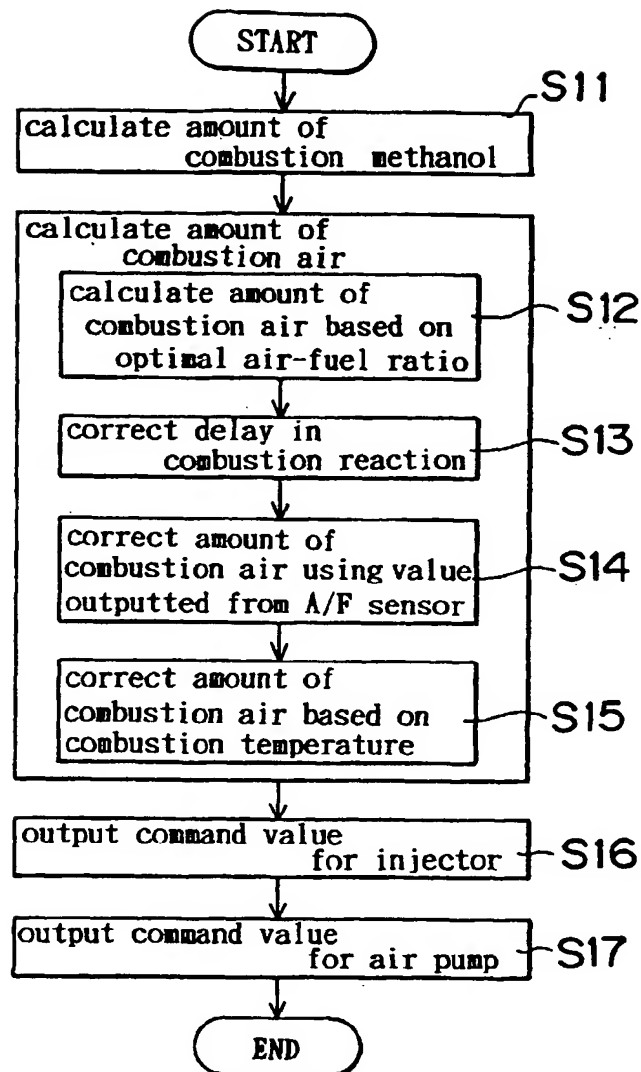 START
S11
calculate amount of
combustion methanol
calculate amount of
combustion air
calculate amount of
combustion air based on
optimal air-fuel ratio
S12
correct delay in
combustion reaction
S13
correct amount of
combustion air using value
outputted from A/F sensor
S14
correct amount of
combustion air based on
combustion temperature
S15
output command value
for injector
S16
output command value
for air pump
S17
END